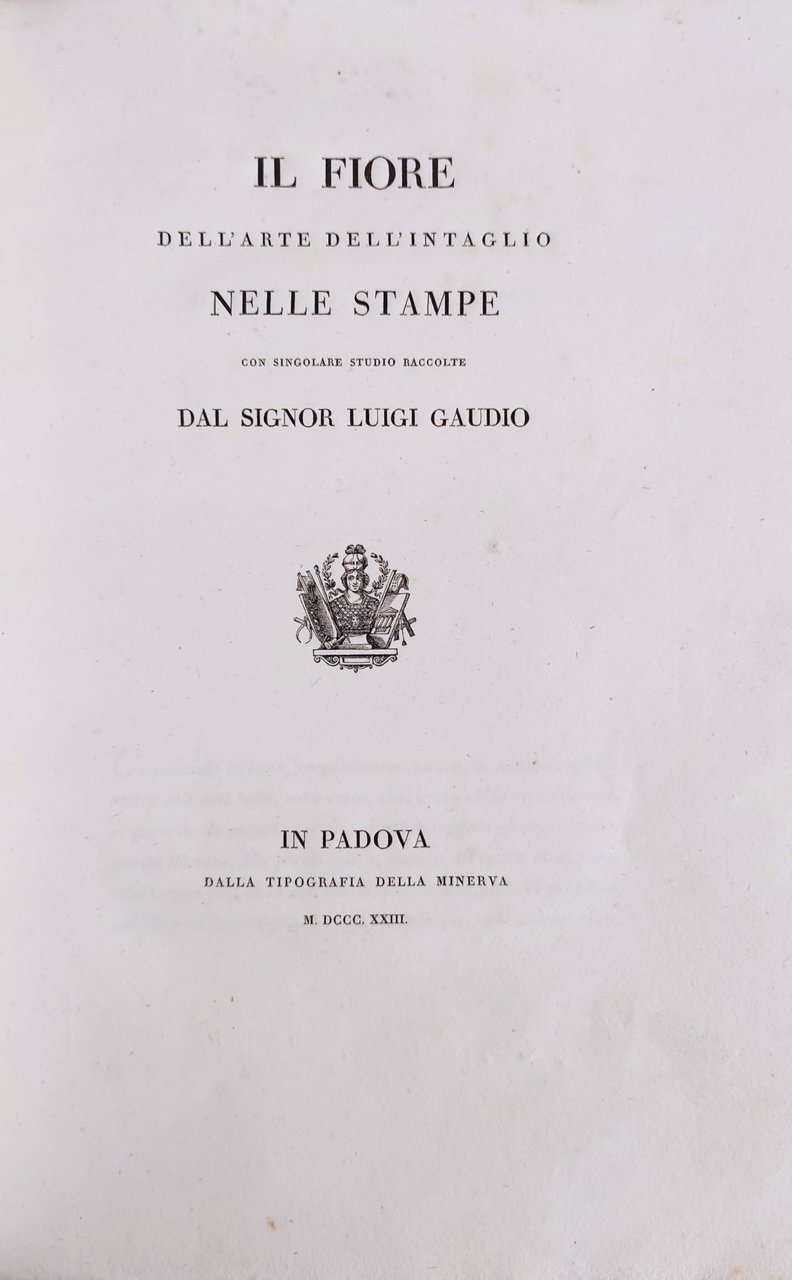 IL FIORE
DELL'ARTE DELL'INTAGLIO
NELLE STAMPE
CON SINGOLARE STUDIO RACCOLTE
DAL SIGNOR LUIGI GAUDIO
IN PADOVA
DALLA TIPOGRAFIA DELLA MINERVA
M. DCCC. XXIII.